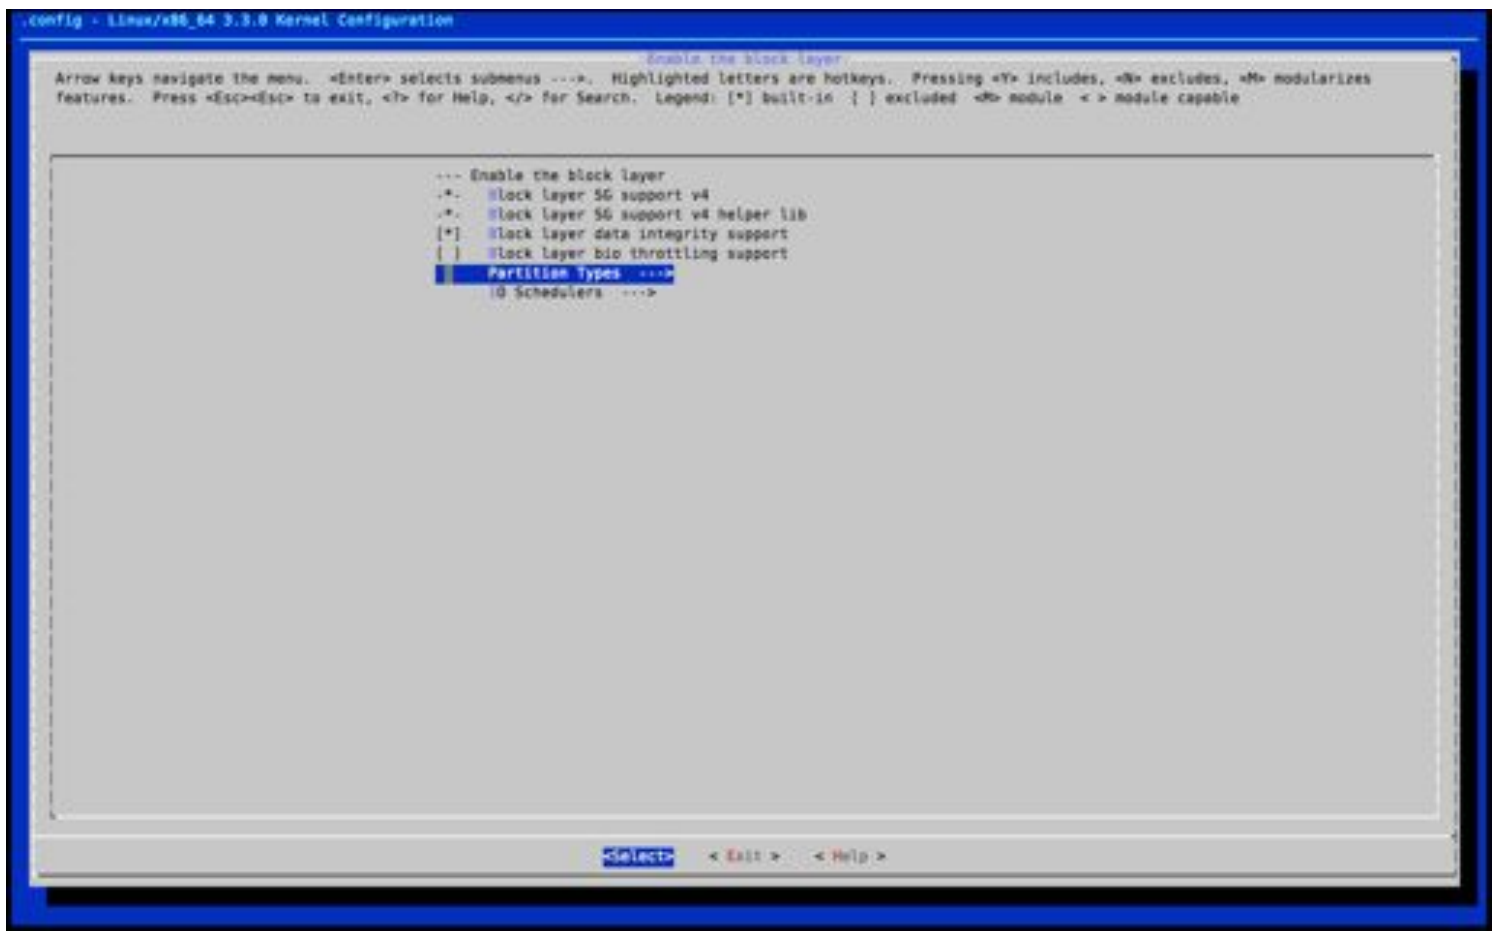 .config - Linux/x86_64 3.3.0 Kernel Configuration
Enable the block layer
Arrow keys navigate the menu.  <Enter> selects submenus --->.  Highlighted letters are hotkeys.  Pressing <Y> includes, <N> excludes, <M> modularizes
features.  Press <Esc><Esc> to exit, <?> for Help, </> for Search.  Legend: [*] built-in  [ ] excluded  <M> module  < > module capable
--- Enable the block layer
-*-   Block layer SG support v4
-*-   Block layer SG support v4 helper lib
[*]   Block layer data integrity support
[ ]   Block layer bio throttling support
Partition Types  --->
IO Schedulers  --->
<Select>    < Exit >    < Help >